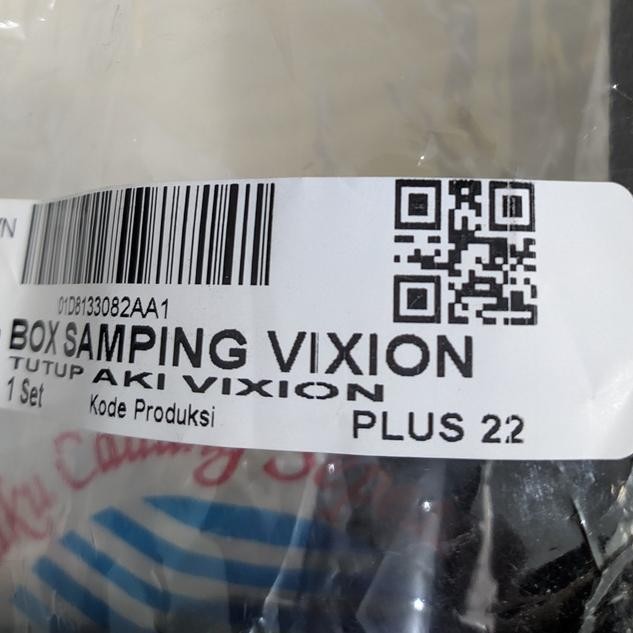 01D8133082AA1
BOX SAMPING VIXION
TUTUP AKI VIXION
1 Set
Kode Produksi
PLUS 22